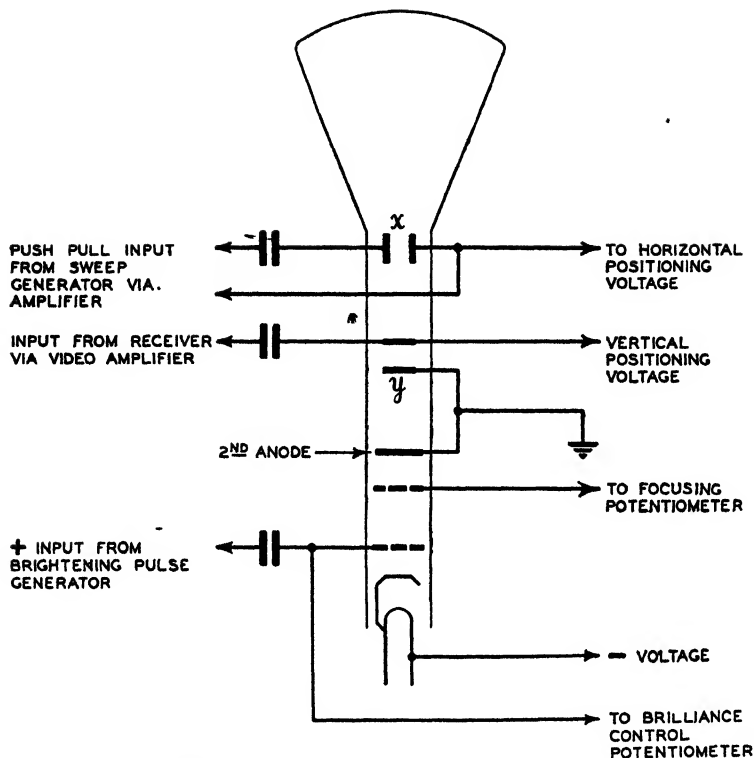 x
PUSH PULL INPUT
FROM SWEEP
GENERATOR VIA.
AMPLIFIER
TO HORIZONTAL
POSITIONING
VOLTAGE
INPUT FROM RECEIVER
VIA VIDEO AMPLIFIER
VERTICAL
POSITIONING
VOLTAGE
y
2ND ANODE
TO FOCUSING
POTENTIOMETER
+ INPUT FROM
BRIGHTENING PULSE
GENERATOR
- VOLTAGE
TO BRILLIANCE
CONTROL
POTENTIOMETER